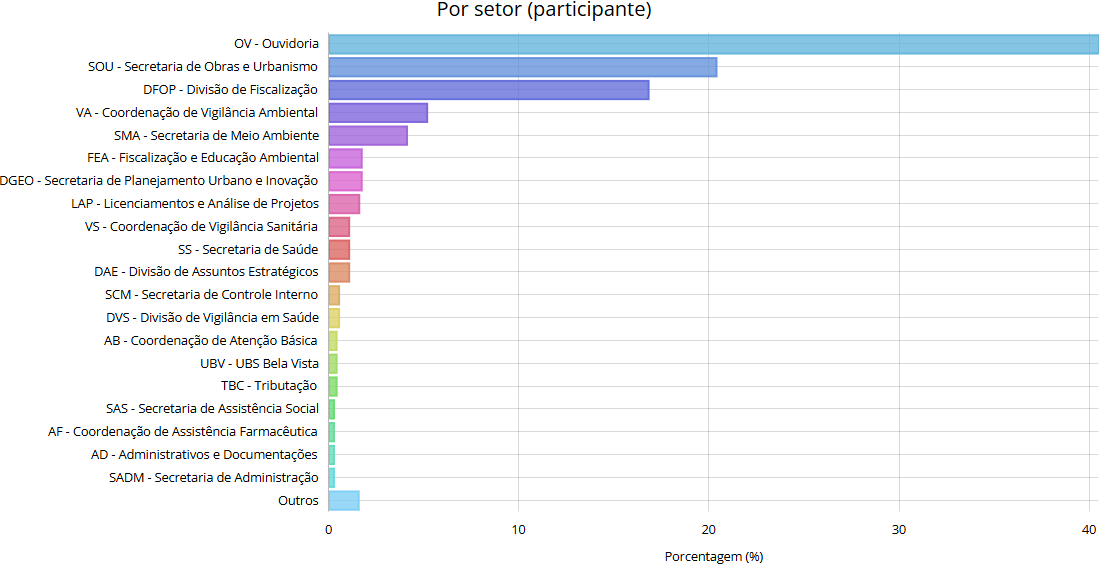 Por setor (participante)
OV - Ouvidoria
SOU - Secretaria de Obras e Urbanismo
DFOP - Divisão de Fiscalização
VA - Coordenação de Vigilância Ambiental
SMA - Secretaria de Meio Ambiente
FEA - Fiscalização e Educação Ambiental
DGEO - Secretaria de Planejamento Urbano e Inovação
LAP - Licenciamentos e Análise de Projetos
VS - Coordenação de Vigilância Sanitária
SS - Secretaria de Saúde
DAE - Divisão de Assuntos Estratégicos
SCM - Secretaria de Controle Interno
DVS - Divisão de Vigilância em Saúde
AB - Coordenação de Atenção Básica
UBV - UBS Bela Vista
TBC - Tributação
SAS - Secretaria de Assistência Social
AF - Coordenação de Assistência Farmacêutica
AD - Administrativos e Documentações
SADM - Secretaria de Administração
Outros
0 10 20 30 40
Porcentagem (%)